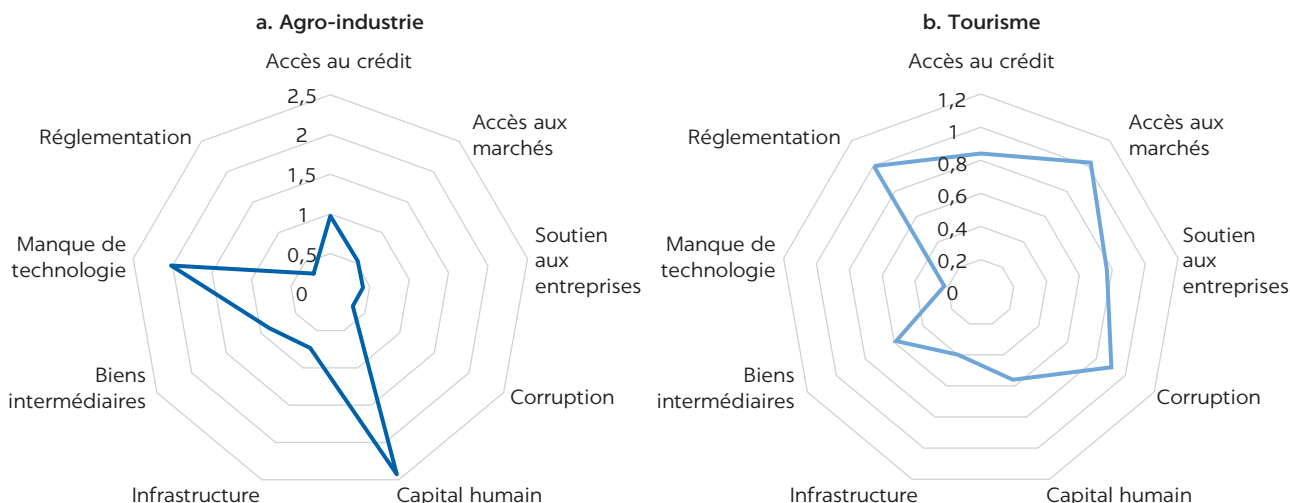 a. Agro-industrie
Accès au crédit
2,5
2
1,5
1
0,5
0
Accès aux
marchés
Soutien
aux
entreprises
Corruption
Capital humain
Infrastructure
Biens
intermédiaires
Manque de
technologie
Réglementation
b. Tourisme
Accès au crédit
1,2
1
0,8
0,6
0,4
0,2
0
Accès aux
marchés
Soutien
aux
entreprises
Corruption
Capital humain
Infrastructure
Biens
intermédiaires
Manque de
technologie
Réglementation